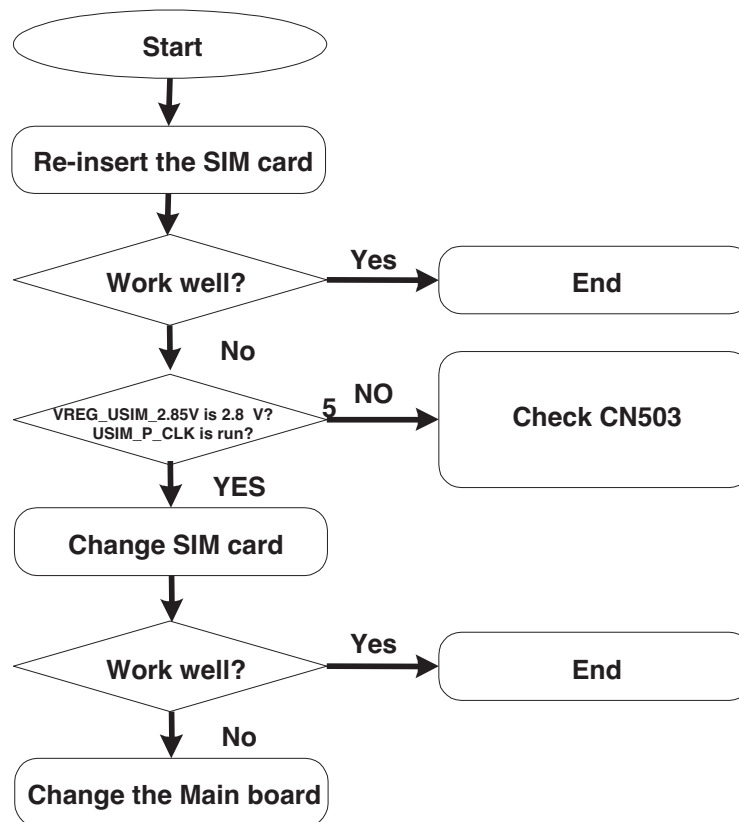 Start
Re-insert the SIM card
Work well?
Yes
End
No
VREG_USIM_2.85V is 2.8 V?
USIM_P_CLK is run?
5
NO
Check CN503
YES
Change SIM card
Work well?
Yes
End
No
Change the Main board